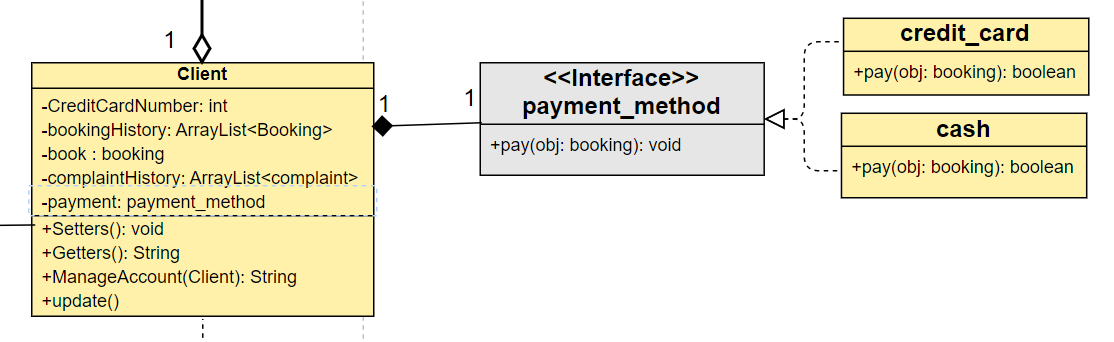 1
Client
-CreditCardNumber: int
-bookingHistory: ArrayList<Booking>
-book : booking
-complaintHistory: ArrayList<complaint>
-payment: payment_method
+Setters(): void
+Getters(): String
+ManageAccount(Client): String
+update()
1
1
<<Interface>>
payment_method
+pay(obj: booking): void
credit_card
+pay(obj: booking): boolean
cash
+pay(obj: booking): boolean